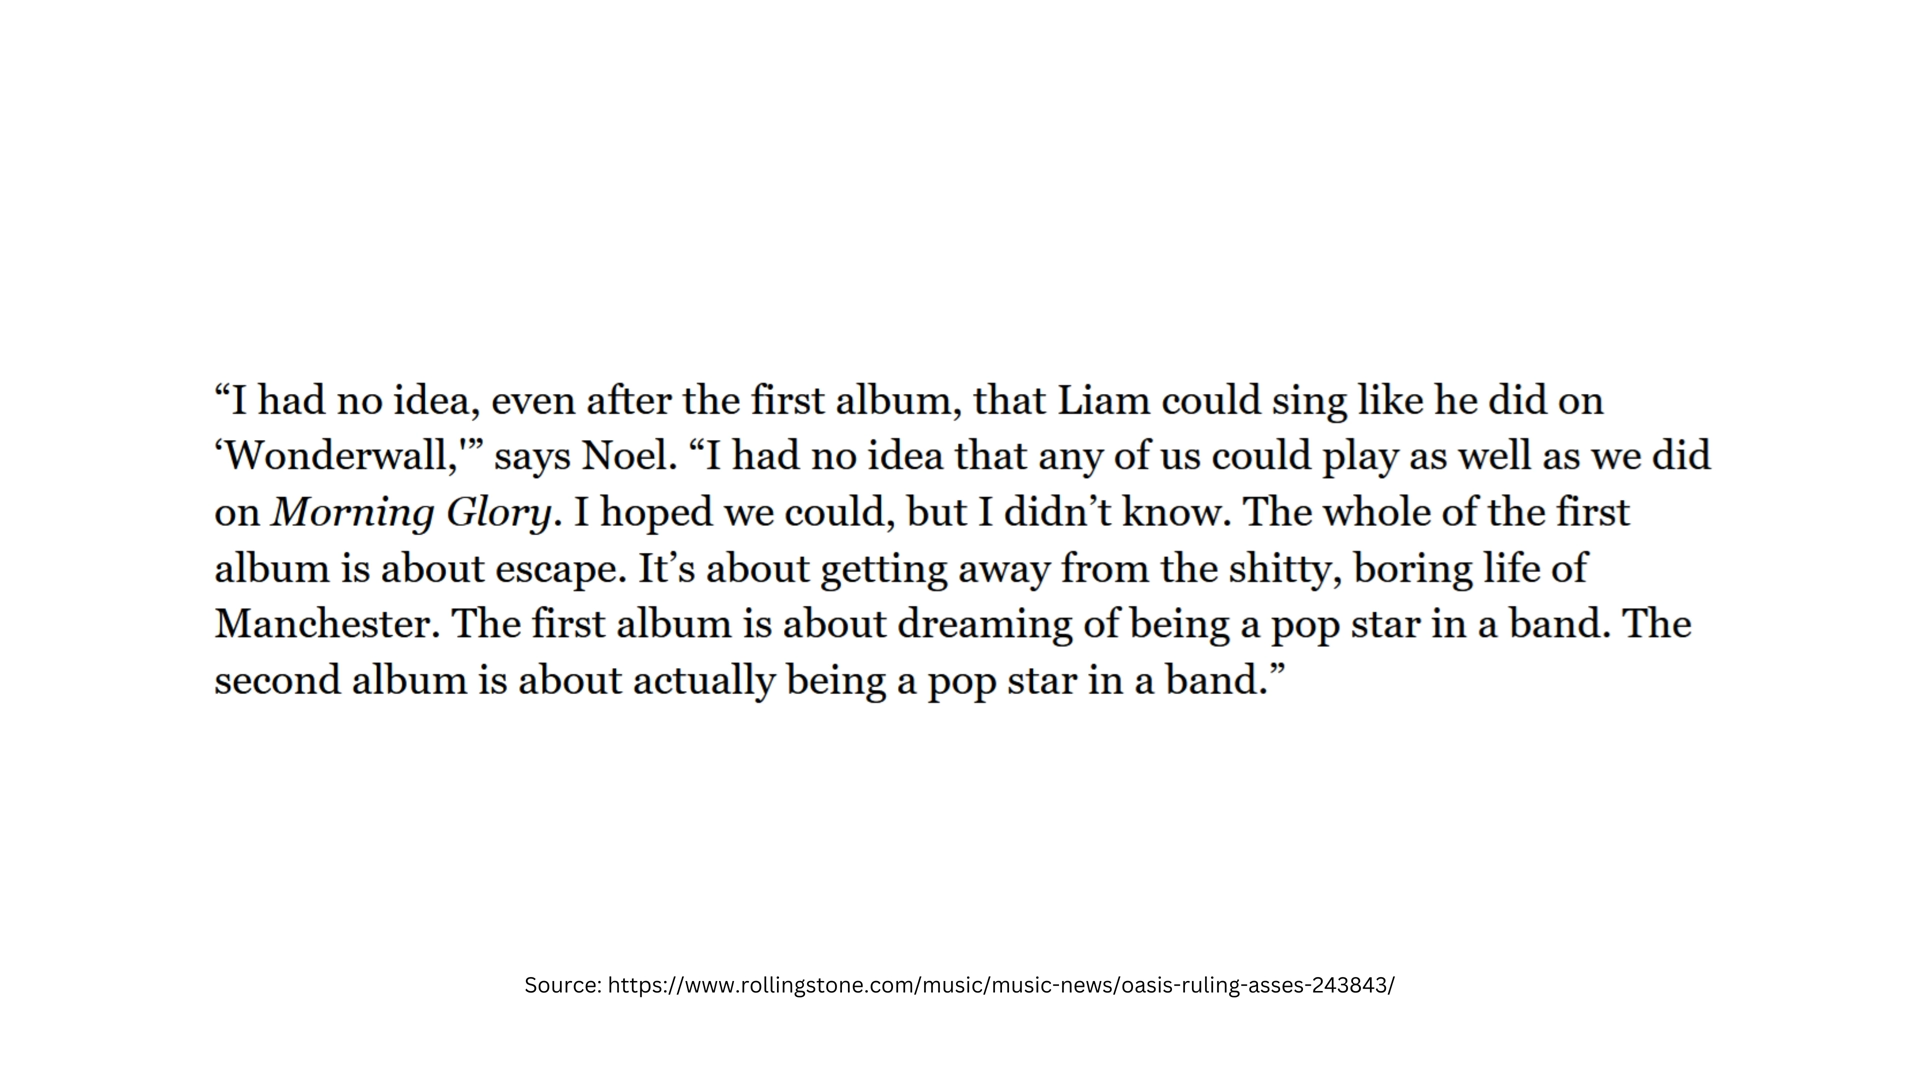 “I had no idea, even after the first album, that Liam could sing like he did on
‘Wonderwall,'” says Noel. “I had no idea that any of us could play as well as we did
on Morning Glory. I hoped we could, but I didn’t know. The whole of the first
album is about escape. It’s about getting away from the shitty, boring life of
Manchester. The first album is about dreaming of being a pop star in a band. The
second album is about actually being a pop star in a band.”
Source: https://www.rollingstone.com/music/music-news/oasis-ruling-asses-243843/